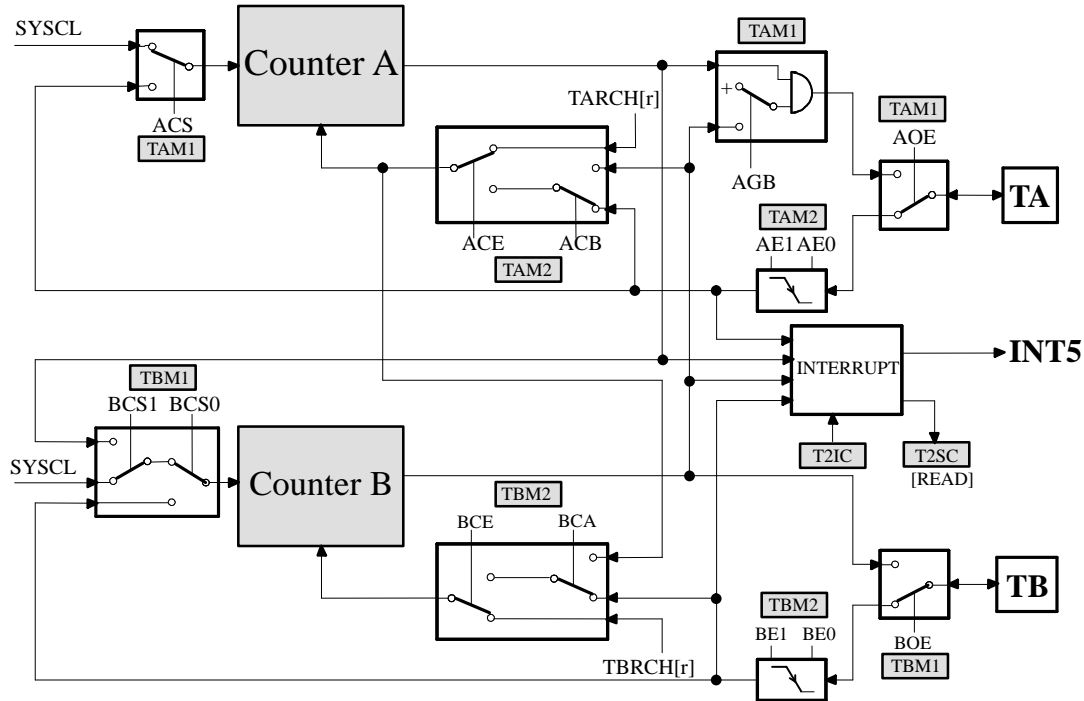 SYSCL
Counter A
TAM1
TARCH[r]
+
TAM1
AOE
ACS
TAM1
AGB
TA
TAM2
AE1 AE0
ACE ACB
TAM2
INTERRUPT
INT5
TBM1
BCS1 BCS0
T2IC
T2SC
[READ]
SYSCL
Counter B
TBM2
BCE BCA
TB
TBM2
BE1 BE0
BOE
TBM1
TBRCH[r]